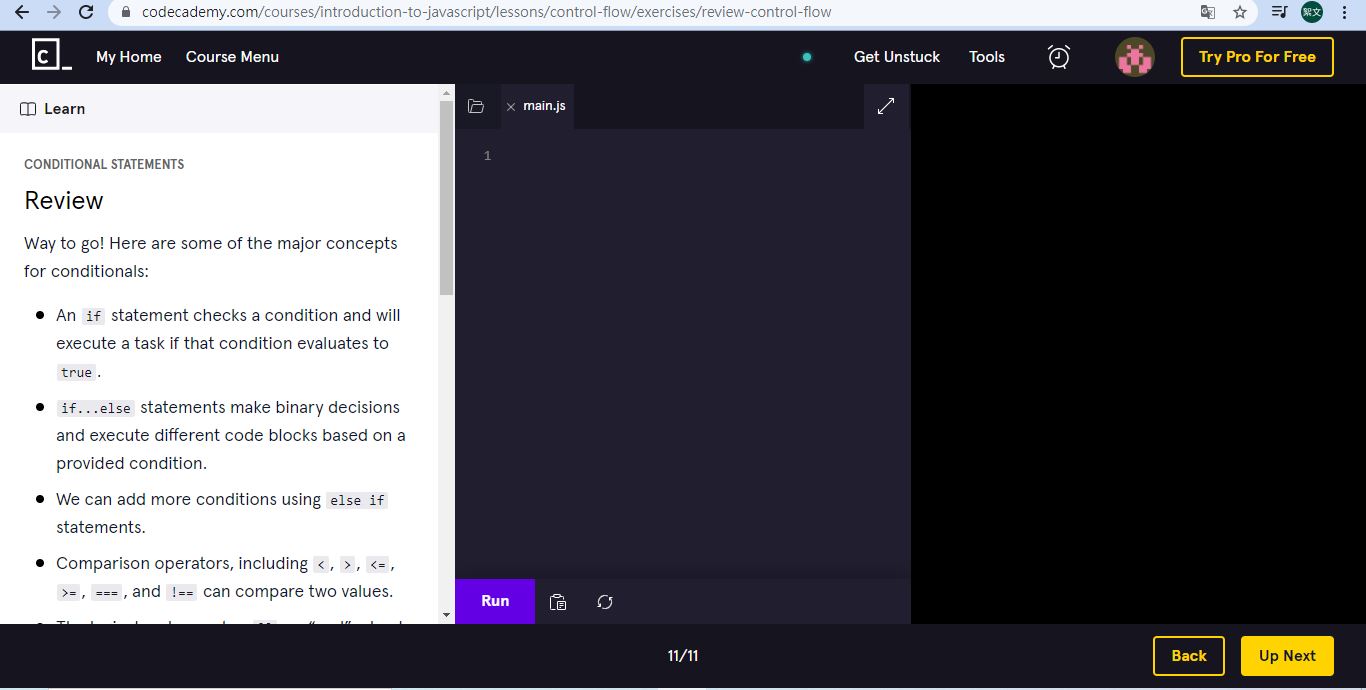 codecademy.com/courses/introduction-to-javascript/lessons/control-flow/exercises/review-control-flow
絮文
C_
My Home Course Menu Get Unstuck Tools Try Pro For Free
Learn
main.js
CONDITIONAL STATEMENTS
1
Review
Way to go! Here are some of the major concepts
for conditionals:
An if statement checks a condition and will
execute a task if that condition evaluates to
true.
if...else statements make binary decisions
and execute different code blocks based on a
provided condition.
We can add more conditions using else if
statements.
Comparison operators, including <, >, <=,
>=, ===, and !== can compare two values.
Run
11/11
Back
Up Next